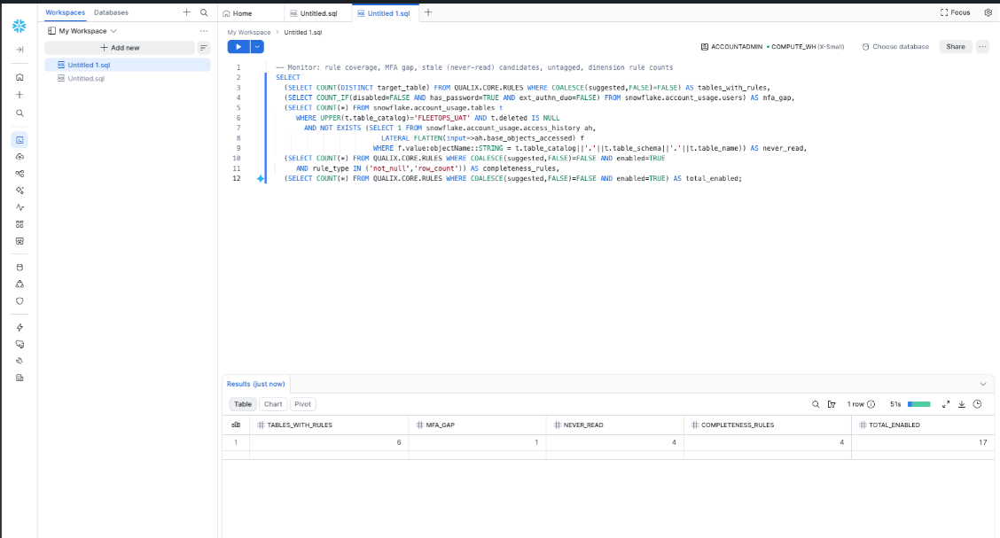 Workspaces Databases
Home
Untitled.sql
Untitled 1.sql
Focus
My Workspace
Add new
Untitled 1.sql
Untitled.sql
My Workspace > Untitled 1.sql
ACCOUNTADMIN • COMPUTE_WH (X-Small)
Choose database
Share
1 -- Monitor: rule coverage, MFA gap, stale (never-read) candidates, untagged, dimension rule counts
2 SELECT
3 (SELECT COUNT(DISTINCT target_table) FROM QUALIX.CORE.RULES WHERE COALESCE(suggested,FALSE)=FALSE) AS tables_with_rules,
4 (SELECT COUNT_IF(disabled=FALSE AND has_password=TRUE AND ext_authn_duo=FALSE) FROM snowflake.account_usage.users) AS mfa_gap,
5 (SELECT COUNT(*) FROM snowflake.account_usage.tables t
6 WHERE UPPER(t.table_catalog)='FLEETOPS_UAT' AND t.deleted IS NULL
7 AND NOT EXISTS (SELECT 1 FROM snowflake.account_usage.access_history ah,
8 LATERAL FLATTEN(input=>ah.base_objects_accessed) f
9 WHERE f.value:objectName::STRING = t.table_catalog||'.'||t.table_schema||'.'||t.table_name)) AS never_read,
10 (SELECT COUNT(*) FROM QUALIX.CORE.RULES WHERE COALESCE(suggested,FALSE)=FALSE AND enabled=TRUE
11 AND rule_type IN ('not_null','row_count')) AS completeness_rules,
12 (SELECT COUNT(*) FROM QUALIX.CORE.RULES WHERE COALESCE(suggested,FALSE)=FALSE AND enabled=TRUE) AS total_enabled;
Results (just now)
Table Chart Pivot
1 row 51s
TABLES_WITH_RULES MFA_GAP NEVER_READ COMPLETENESS_RULES TOTAL_ENABLED
1 6 1 4 4 17